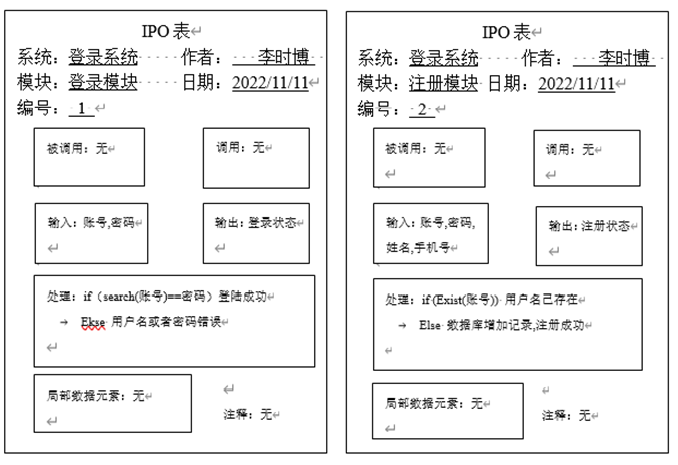 IPO表
系统：登录系统 作者： 李时博
模块：登录模块 日期：2022/11/11
编号： 1
被调用：无
调用：无
输入：账号,密码
输出：登录状态
处理：if（search(账号)==密码）登陆成功
→ Ekse 用户名或者密码错误
局部数据元素：无
注释：无
IPO表
系统：登录系统 作者： 李时博
模块：注册模块 日期：2022/11/11
编号： 2
被调用：无
调用：无
输入：账号,密码,
姓名,手机号
输出：注册状态
处理：if (Exist(账号)) 用户名已存在
→ Else 数据库增加记录,注册成功
局部数据元素：无
注释：无